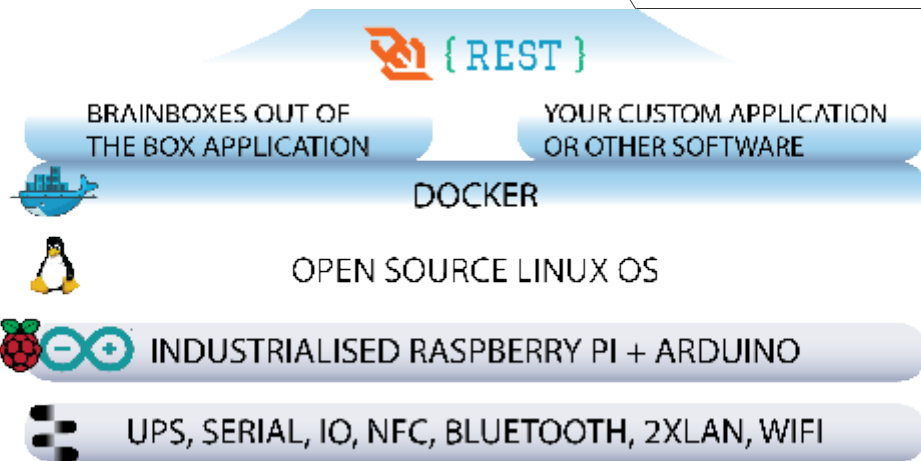 { REST }
BRAINBOXES OUT OF
THE BOX APPLICATION
YOUR CUSTOM APPLICATION
OR OTHER SOFTWARE
DOCKER
OPEN SOURCE LINUX OS
INDUSTRIALISED RASPBERRY PI + ARDUINO
UPS, SERIAL, IO, NFC, BLUETOOTH, 2XLAN, WIFI